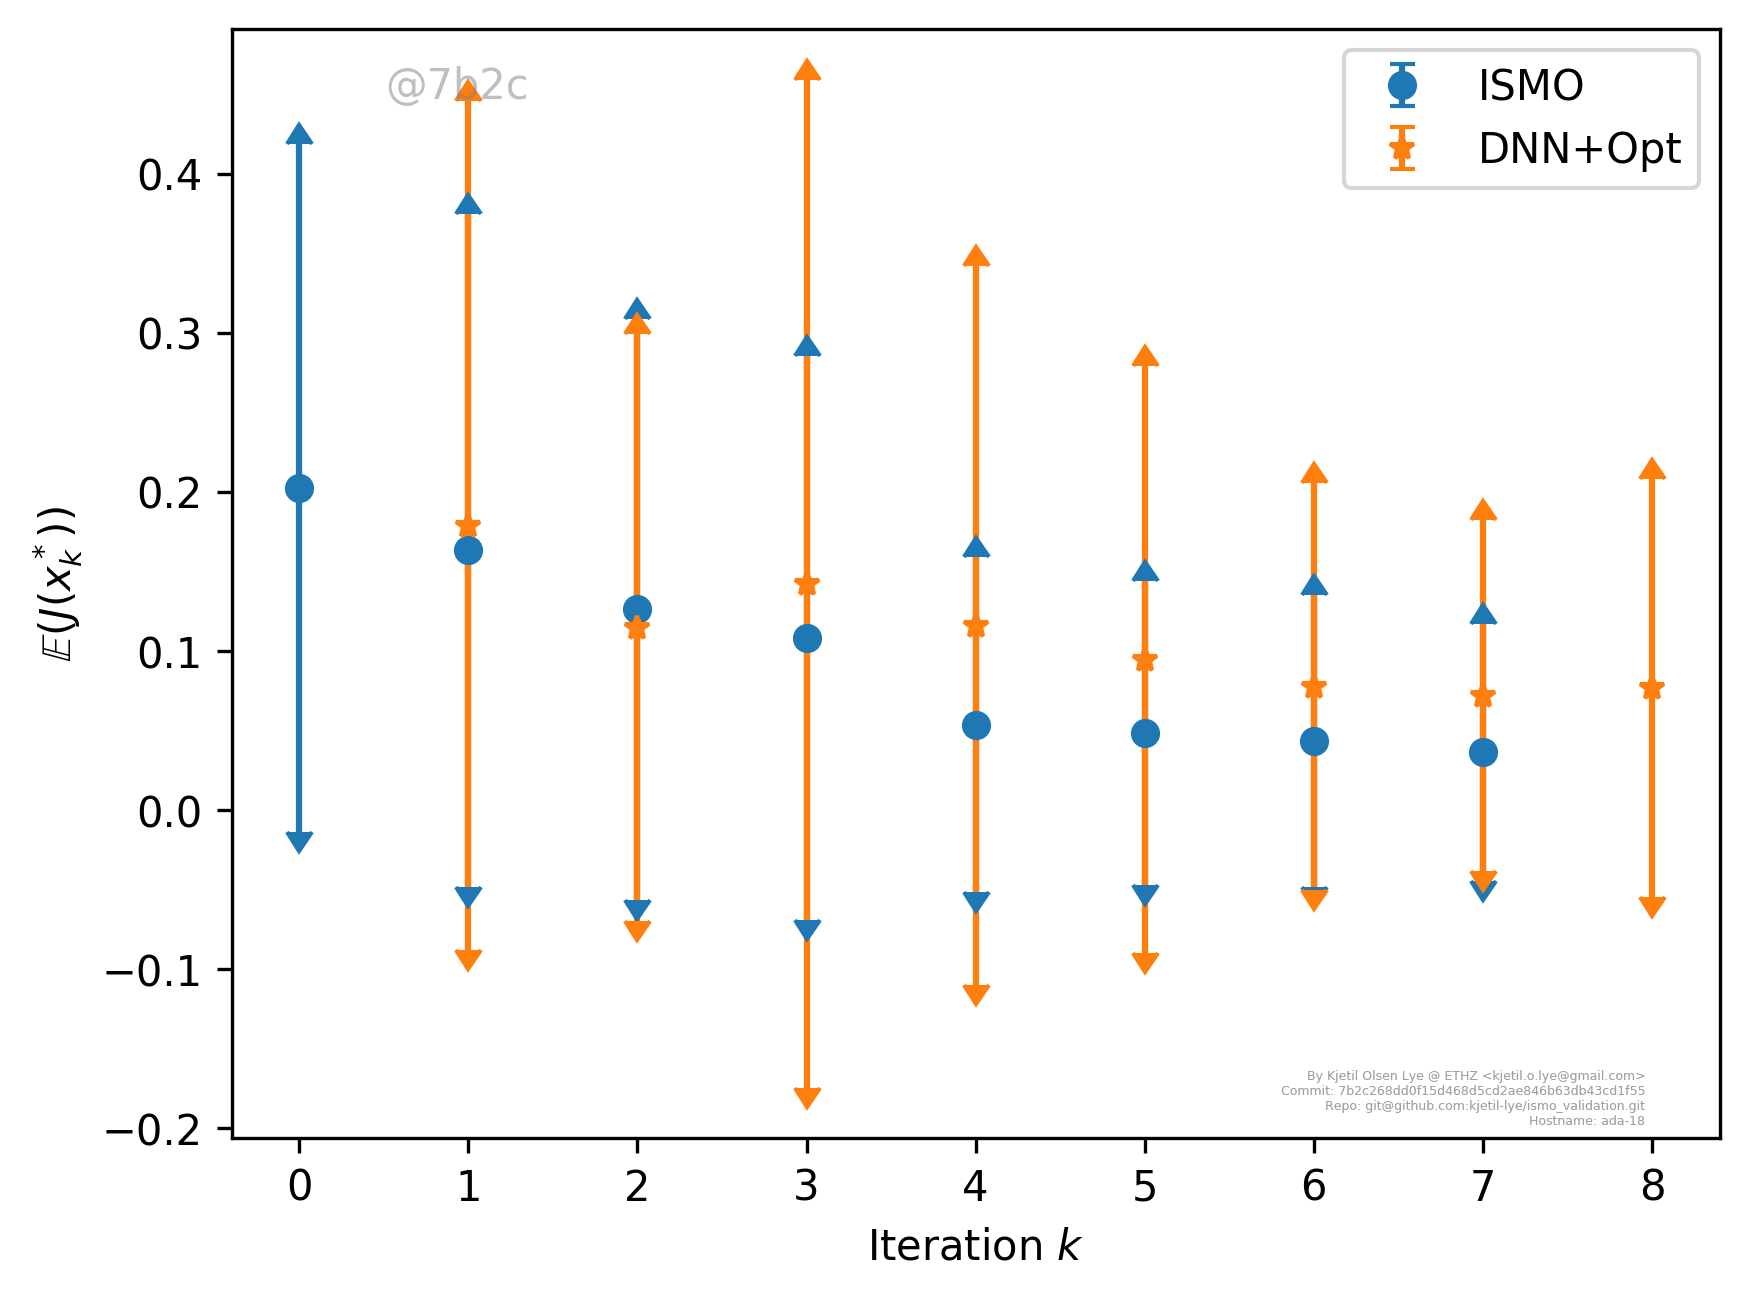 @7b2c
ISMO
DNN+Opt
0.4
0.3
0.2
0.1
0.0
−0.1
−0.2
𝔼(J(x*k))
0 1 2 3 4 5 6 7 8
Iteration k
By Kjetil Olsen Lye @ ETHZ <kjetil.o.lye@gmail.com>
Commit: 7b2c268dd0f15d468d5cd2ae846b63db43cd1f55
Repo: git@github.com:kjetil-lye/ismo_validation.git
Hostname: ada-18